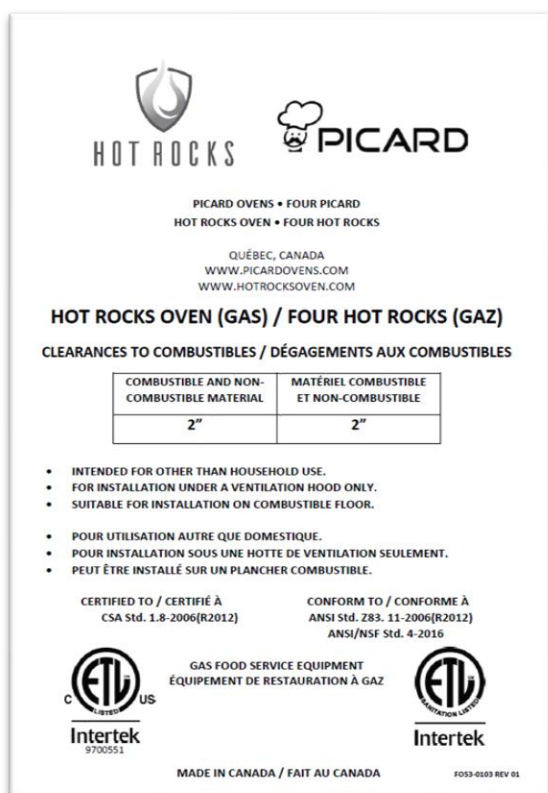 HOT ROCKS
PICARD
PICARD OVENS • FOUR PICARD
HOT ROCKS OVEN • FOUR HOT ROCKS
QUÉBEC, CANADA
WWW.PICARDOVENS.COM
WWW.HOTROCKSOVEN.COM
HOT ROCKS OVEN (GAS) / FOUR HOT ROCKS (GAZ)
CLEARANCES TO COMBUSTIBLES / DÉGAGEMENTS AUX COMBUSTIBLES
COMBUSTIBLE AND NON-
COMBUSTIBLE MATERIAL
MATÉRIEL COMBUSTIBLE
ET NON-COMBUSTIBLE
2”
2”
• INTENDED FOR OTHER THAN HOUSEHOLD USE.
• FOR INSTALLATION UNDER A VENTILATION HOOD ONLY.
• SUITABLE FOR INSTALLATION ON COMBUSTIBLE FLOOR.
• POUR UTILISATION AUTRE QUE DOMESTIQUE.
• POUR INSTALLATION SOUS UNE HOTTE DE VENTILATION SEULEMENT.
• PEUT ÊTRE INSTALLÉ SUR UN PLANCHER COMBUSTIBLE.
CERTIFIED TO / CERTIFIÉ À
CSA Std. 1.8-2006(R2012)
CONFORM TO / CONFORME À
ANSI Std. Z83. 11-2006(R2012)
ANSI/NSF Std. 4-2016
GAS FOOD SERVICE EQUIPMENT
ÉQUIPEMENT DE RESTAURATION À GAZ
ETL
LISTED
C US
Intertek
9700551
ETL
SANITATION LISTED
Intertek
MADE IN CANADA / FAIT AU CANADA
FO53-0103 REV 01